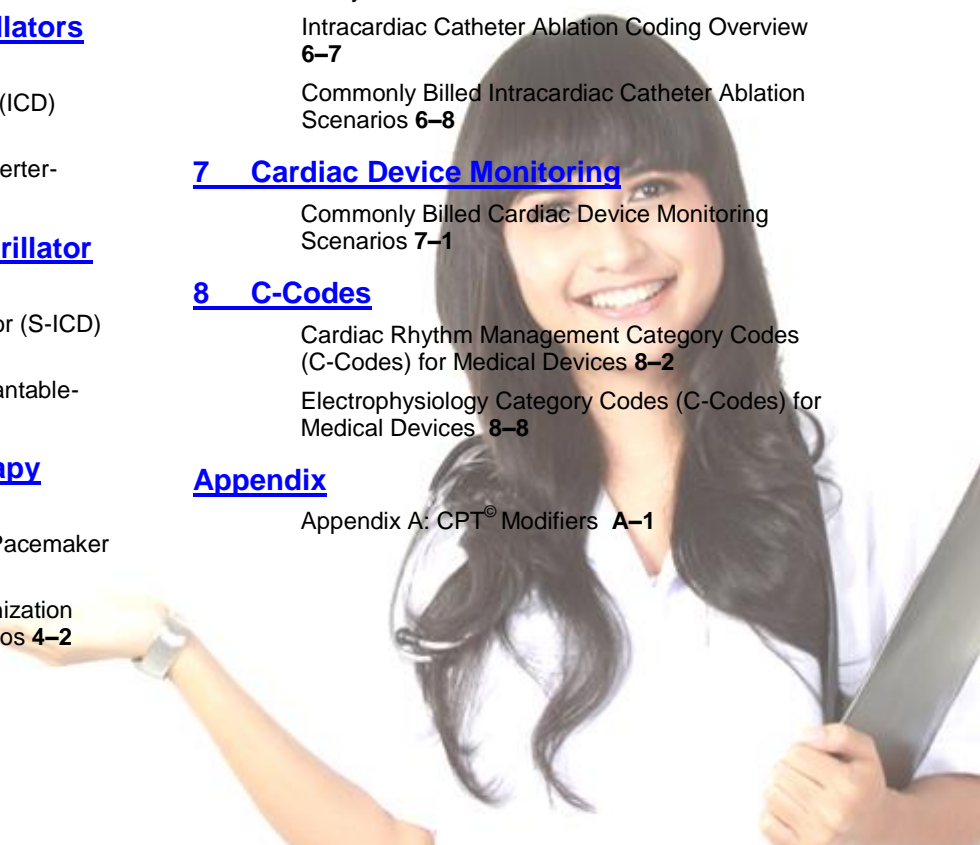 llators
(ICD)
erter-
rillator
or (S-ICD)
antable-
apy
Pacemaker
nization
os 4–2
Intracardiac Catheter Ablation Coding Overview
6–7
Commonly Billed Intracardiac Catheter Ablation
Scenarios 6–8
7 Cardiac Device Monitoring
Commonly Billed Cardiac Device Monitoring
Scenarios 7–1
8 C-Codes
Cardiac Rhythm Management Category Codes
(C-Codes) for Medical Devices 8–2
Electrophysiology Category Codes (C-Codes) for
Medical Devices 8–8
Appendix
Appendix A: CPT© Modifiers A–1